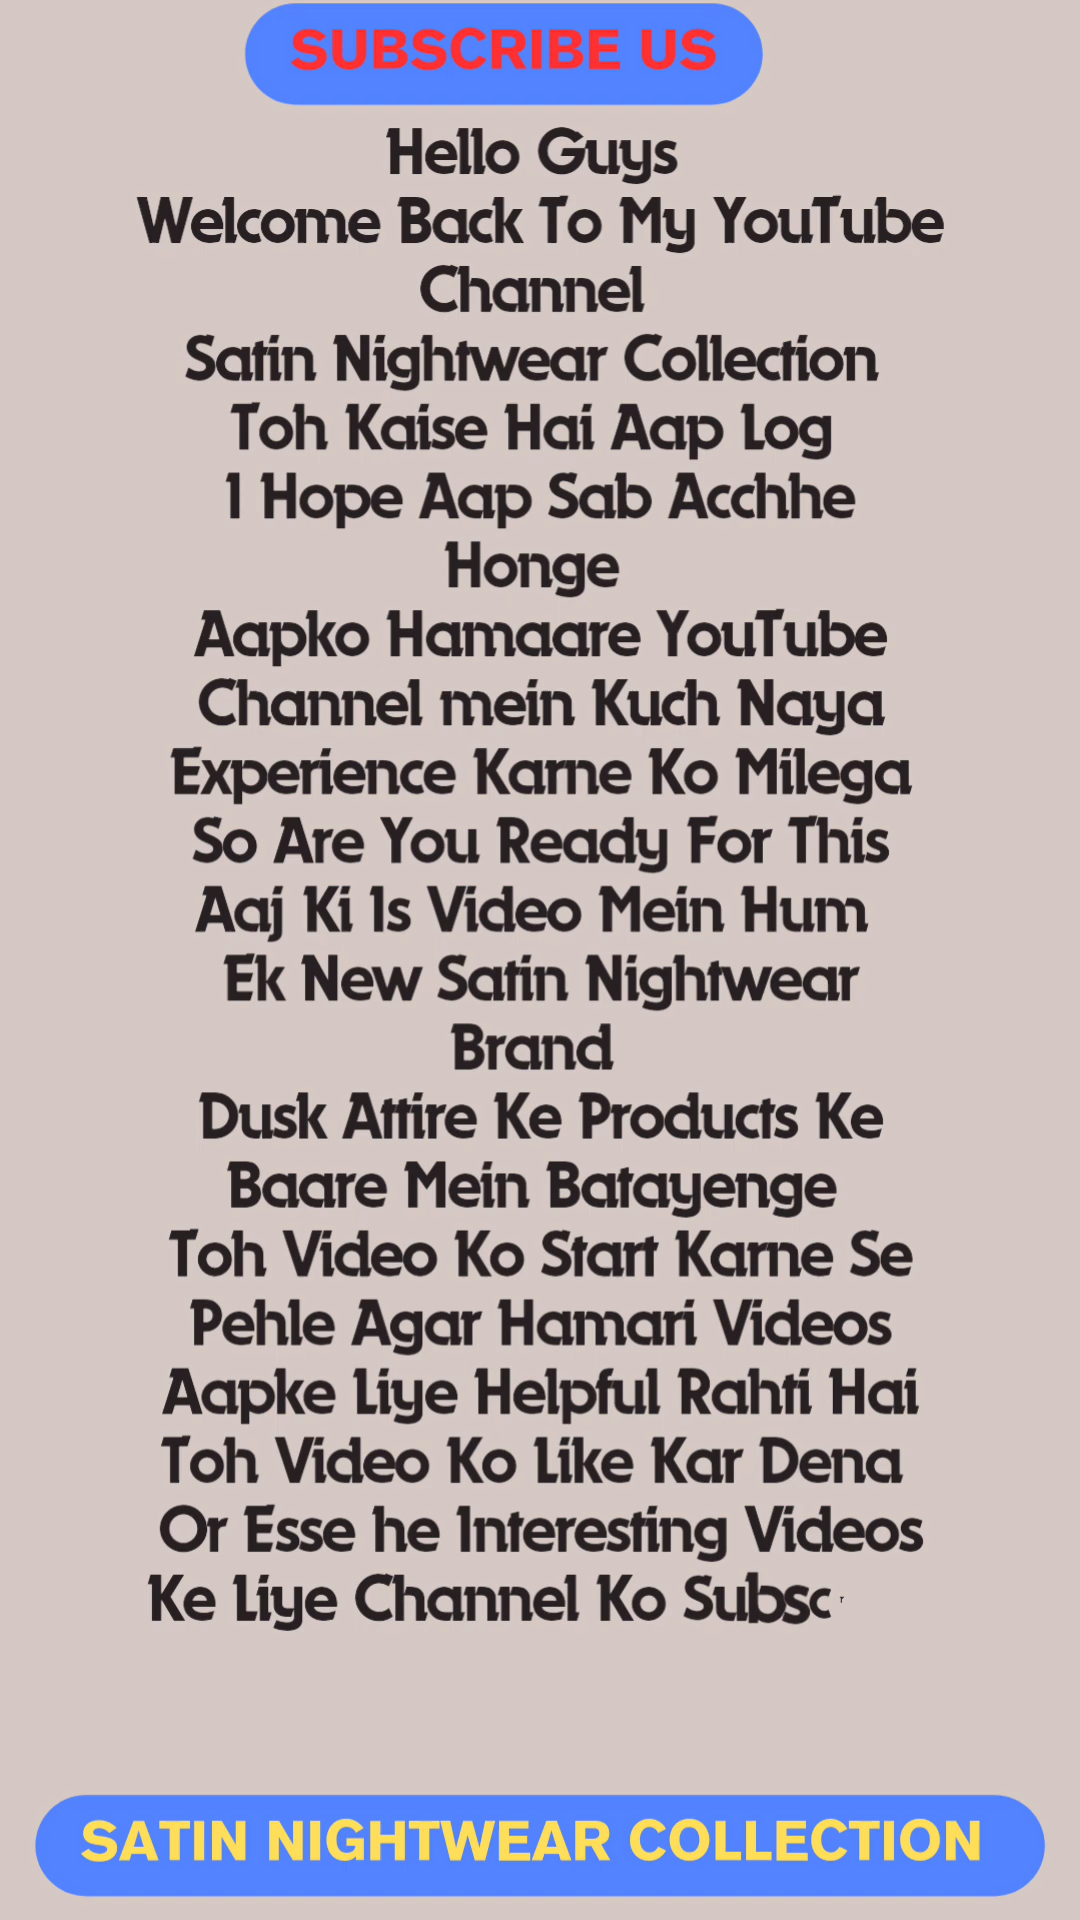 SUBSCRIBE US
Hello Guys
Welcome Back To My YouTube
Channel
Satin Nightwear Collection
Toh Kaise Hai Aap Log
I Hope Aap Sab Acchhe
Honge
Aapko Hamaare YouTube
Channel mein Kuch Naya
Experience Karne Ko Milega
So Are You Ready For This
Aaj Ki Is Video Mein Hum
Ek New Satin Nightwear
Brand
Dusk Attire Ke Products Ke
Baare Mein Batayenge
Toh Video Ko Start Karne Se
Pehle Agar Hamari Videos
Aapke Liye Helpful Rahti Hai
Toh Video Ko Like Kar Dena
Or Esse he Interesting Videos
Ke Liye Channel Ko Subscr
SATIN NIGHTWEAR COLLECTION